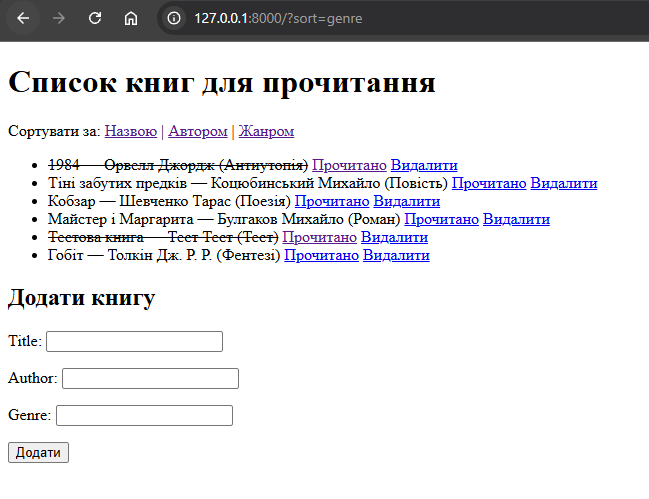 127.0.0.1:8000/?sort=genre
Список книг для прочитання
Сортувати за: Назвою | Автором | Жанром
1984 — Орвелл Джордж (Антиутопія) Прочитано Видалити
Тіні забутих предків — Коцюбинський Михайло (Повість) Прочитано Видалити
Кобзар — Шевченко Тарас (Поезія) Прочитано Видалити
Майстер і Маргарита — Булгаков Михайло (Роман) Прочитано Видалити
Тестова книга — Тест Тест (Тест) Прочитано Видалити
Гобіт — Толкін Дж. Р. Р. (Фентезі) Прочитано Видалити
Додати книгу
Title:
Author:
Genre:
Додати